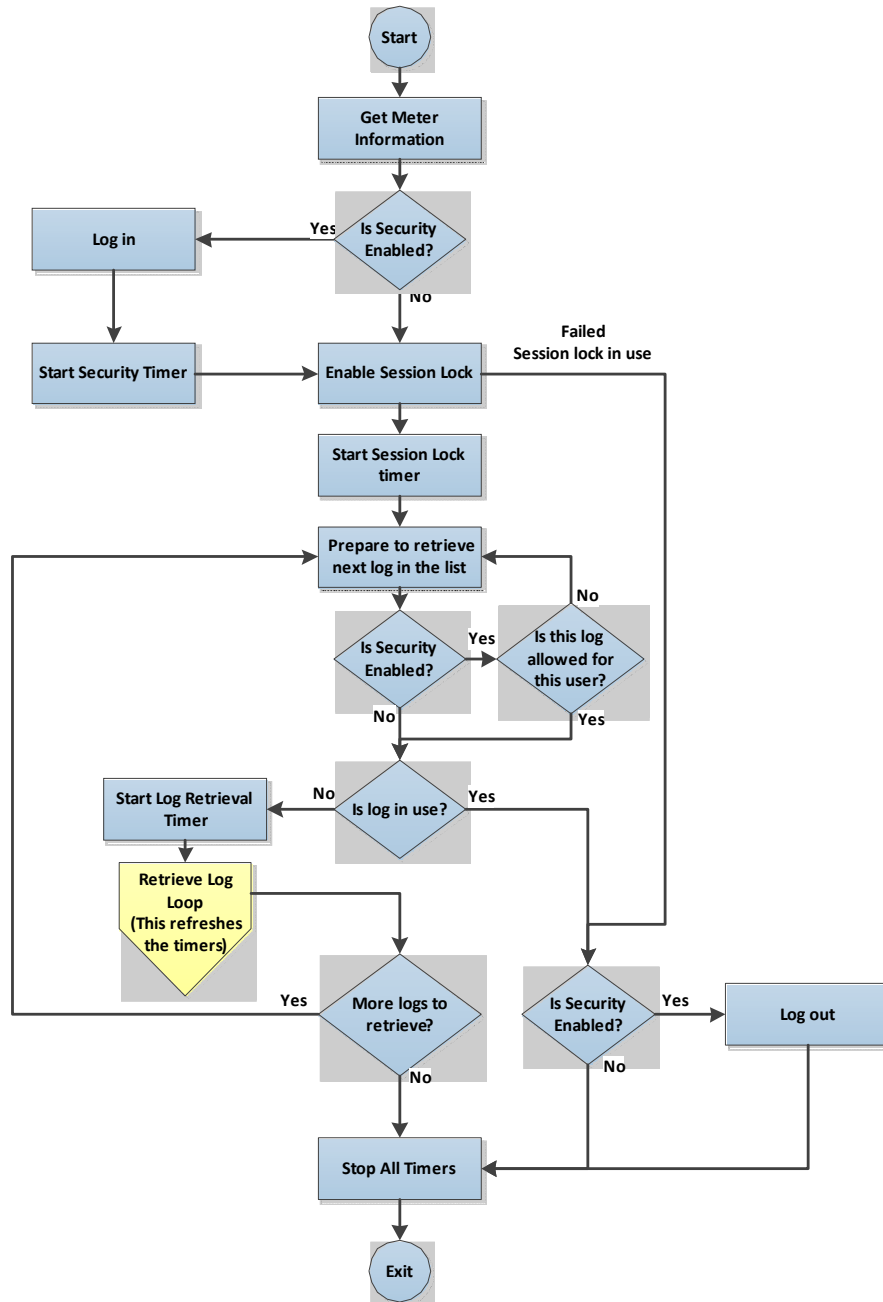 Start
Get Meter
Information
Is Security
Enabled?
Yes
Log in
No
Failed
Session lock in use
Start Security Timer
Enable Session Lock
Start Session Lock
timer
Prepare to retrieve
next log in the list
No
Is Security
Enabled?
Yes
Is this log
allowed for
this user?
No
Yes
Start Log Retrieval
Timer
No
Is log in use?
Yes
Retrieve Log
Loop
(This refreshes
the timers)
Yes
More logs to
retrieve?
No
Is Security
Enabled?
Yes
Log out
No
Stop All Timers
Exit